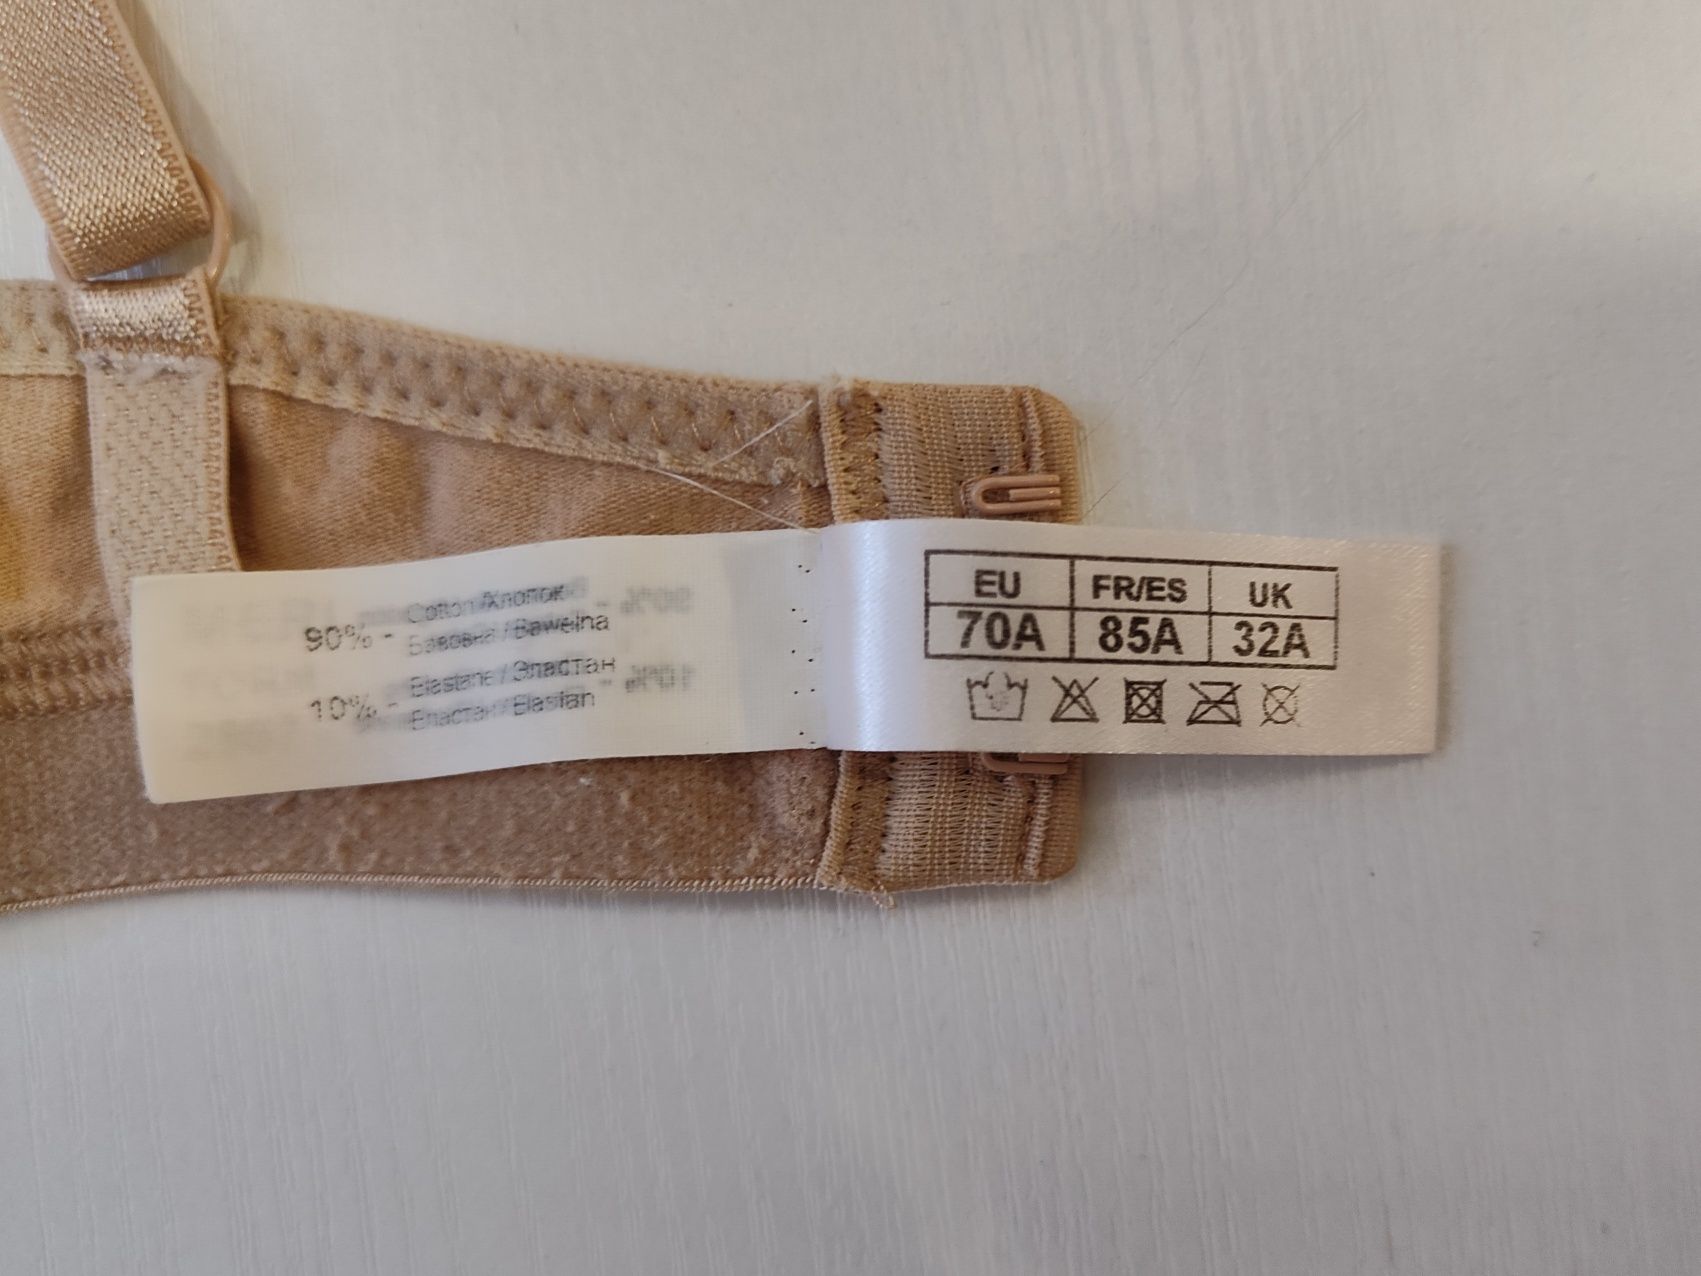 90% - Cotton/Хлопок
Бавовна / Bawełna
10% - Elastane / Эластан
Еластан / Elastan
EU FR/ES UK
70A 85A 32A